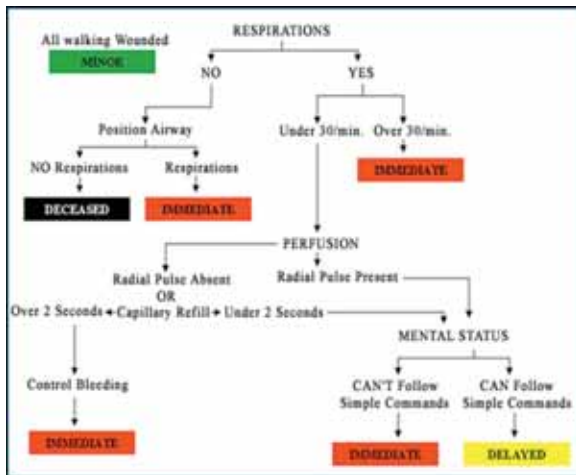 RESPIRATIONS
All walking Wounded
MINOR
NO
YES
Position Airway
Under 30/min.
Over 30/min.
NO Respirations
Respirations
IMMEDIATE
DECEASED
IMMEDIATE
PERFUSION
Radial Pulse Absent
Radial Pulse Present
OR
Over 2 Seconds
Capillary Refill
Under 2 Seconds
MENTAL STATUS
Control Bleeding
CAN'T Follow
Simple Commands
CAN Follow
Simple Commands
IMMEDIATE
IMMEDIATE
DELAYED